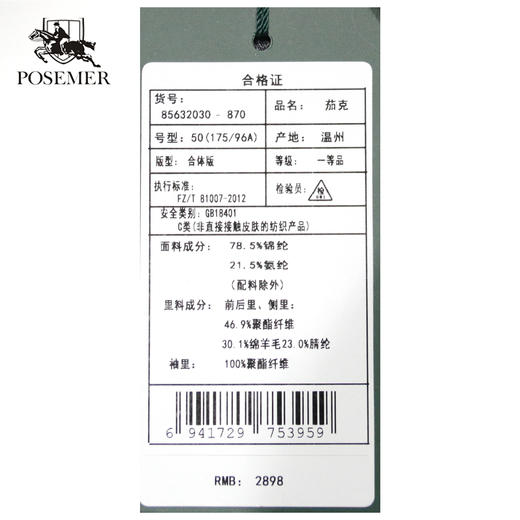 POSEMER
合格证
货号:
85632030 - 870
品名: 茄克
号型: 50(175/96A)
产地: 温州
版型: 合体版
等级: 一等品
执行标准:
FZ/T 81007-2012
检验员: 检
安全类别: GB18401
C类(非直接接触皮肤的纺织产品)
面料成分: 78.5%锦纶
21.5%氨纶
(配料除外)
里料成分: 前后里、侧里:
46.9%聚酯纤维
30.1%绵羊毛23.0%腈纶
袖里: 100%聚酯纤维
6 941729 753959
RMB: 2898